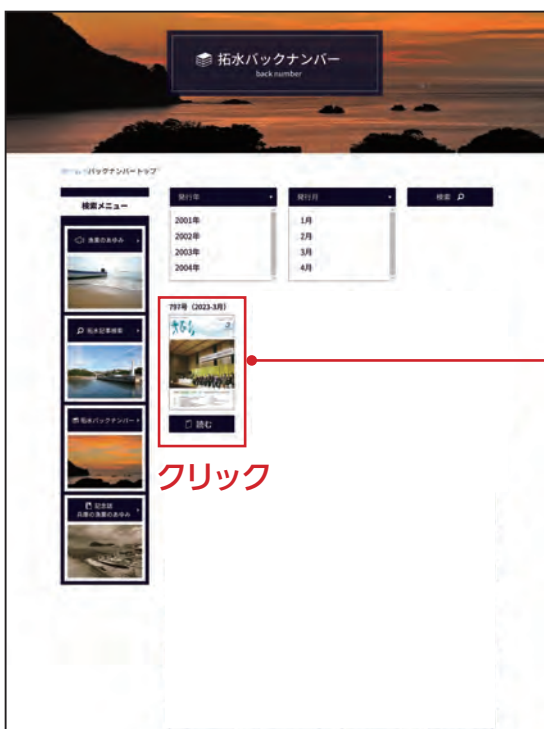 拓水バックナンバー
back number
ホーム
バックナンバートップ
検索メニュー
漁業のあゆみ
拓水記事検索
拓水バックナンバー
記念誌
兵庫の漁業のあゆみ
発行年
2001年
2002年
2003年
2004年
発行月
1月
2月
3月
4月
検索
797号（2023-3月）
拓水
読む
クリック